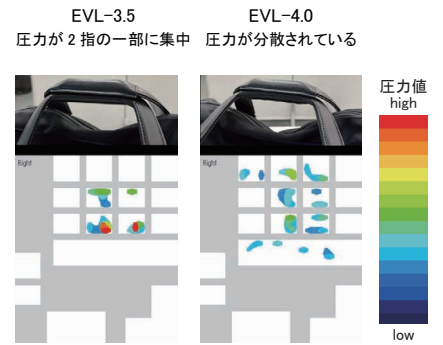 EVL-3.5
圧力が2指の一部に集中
EVL-4.0
圧力が分散されている
圧力値
high
Right
Right
low